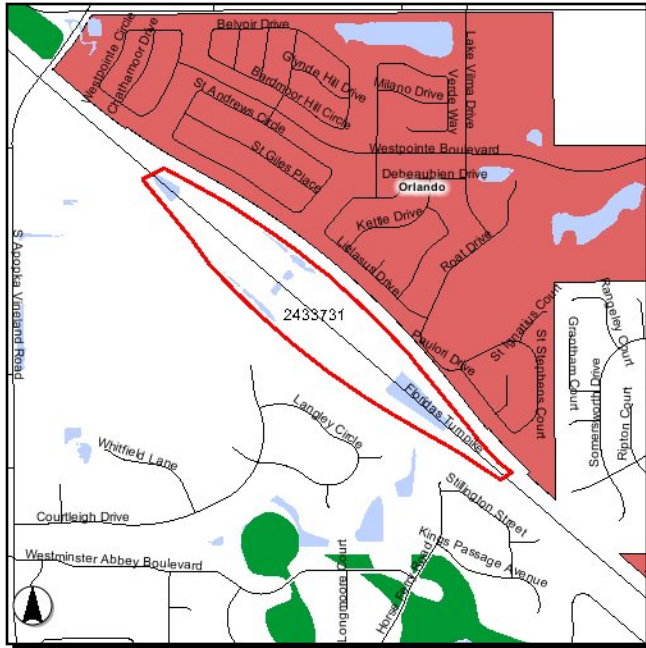 Belvoir Drive
Westpointe Circle
Chathamoor Drive
Glynde Hill Drive
Bardmoor Hill Circle
Milano Drive
Verde Way
Lake Vilma Drive
St Andrews Circle
St Giles Place
Westpointe Boulevard
Debeaubien Drive
Orlando
Kettle Drive
Lielasus Drive
Roat Drive
S Apopka Vineland Road
2433731
Paulori Drive
St Ignatius Court
St Stephens Court
Rangeley Court
Grantham Court
Somersworth Drive
Ripton Court
Floridas Turnpike
Langley Circle
Whitfield Lane
Courtleigh Drive
Stillington Street
Westminster Abbey Boulevard
Kings Passage Avenue
Longmoore Court
Horse Ferry Road